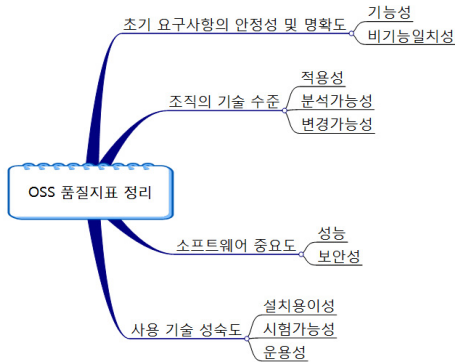 초기 요구사항의 안정성 및 명확도
기능성
비기능일치성
조직의 기술 수준
적용성
분석가능성
변경가능성
OSS 품질지표 정리
소프트웨어 중요도
성능
보안성
사용 기술 성숙도
설치용이성
시험가능성
운용성